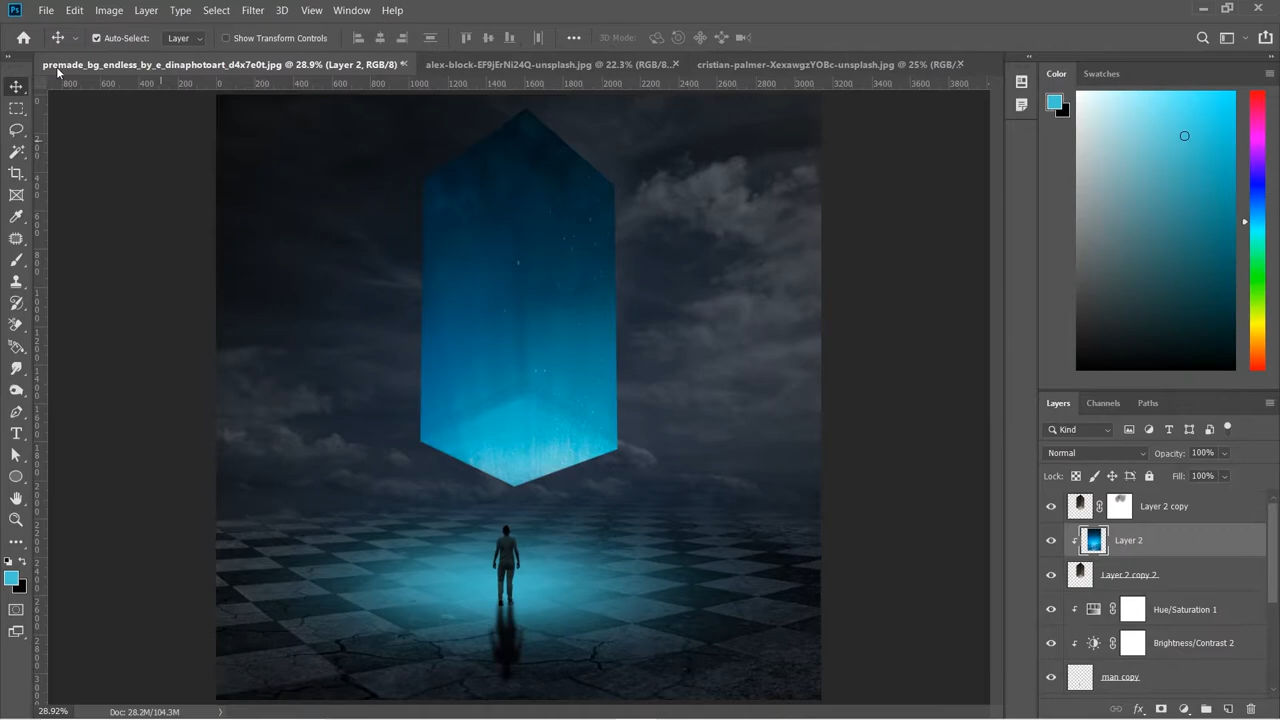 Ps File Edit Image Layer Type Select Filter 3D View Window Help
Auto-Select: Layer Show Transform Controls 3D Mode:
premade_bg_endless_by_e_dinaphotoart_d4x7e0t.jpg @ 28.9% (Layer 2, RGB/8) alex-block-EF9jErNi24Q-unsplash.jpg @ 22.3% (RGB/8... cristian-palmer-XexawgzYOBc-unsplash.jpg @ 25% (RGB/
800 600 400 200 0 200 400 600 800 1000 1200 1400 1600 1800 2000 2200 2400 2600 2800 3000 3200 3400 3600 3800
Color Swatches
Layers Channels Paths
Kind
Normal Opacity: 100%
Lock: Fill: 100%
Layer 2 copy
Layer 2
Layer 2 copy 2
Hue/Saturation 1
Brightness/Contrast 2
man copy
28.92% Doc: 28.2M/104.3M